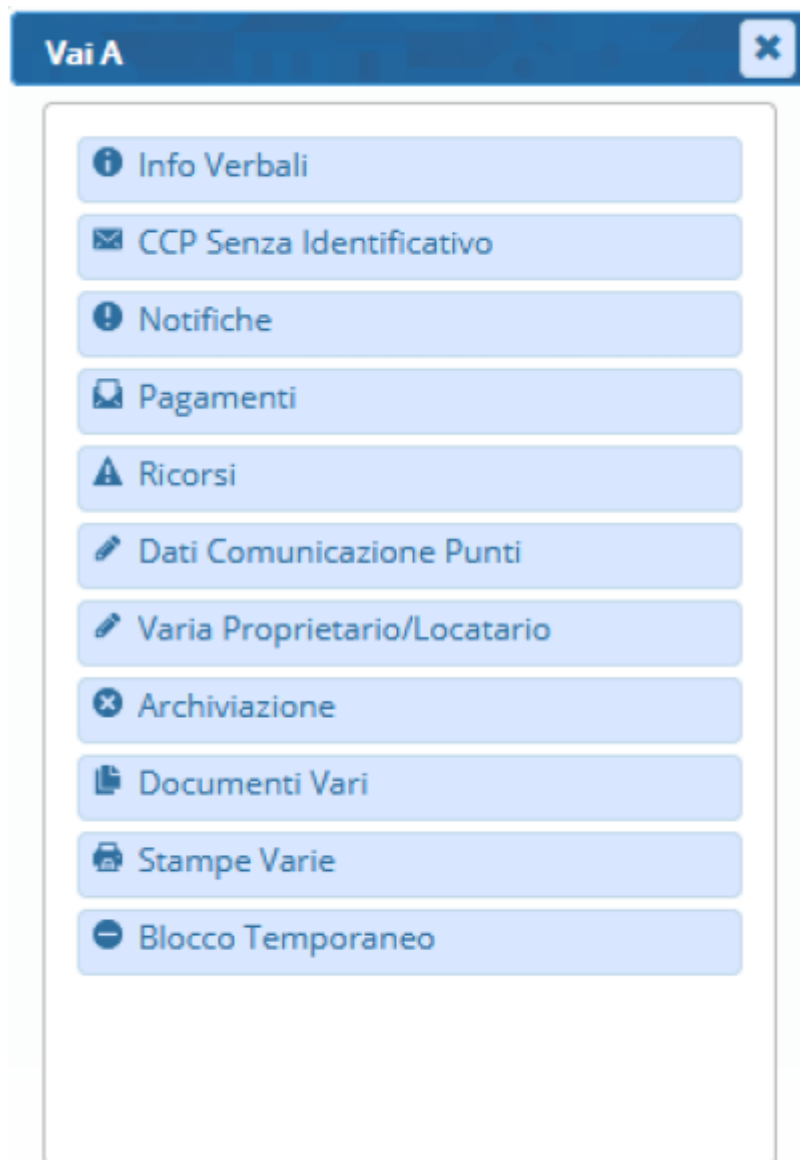 Vai A
Info Verbali
CCP Senza Identificativo
Notifiche
Pagamenti
Ricorsi
Dati Comunicazione Punti
Varia Proprietario/Locatario
Archiviazione
Documenti Vari
Stampe Varie
Blocco Temporaneo